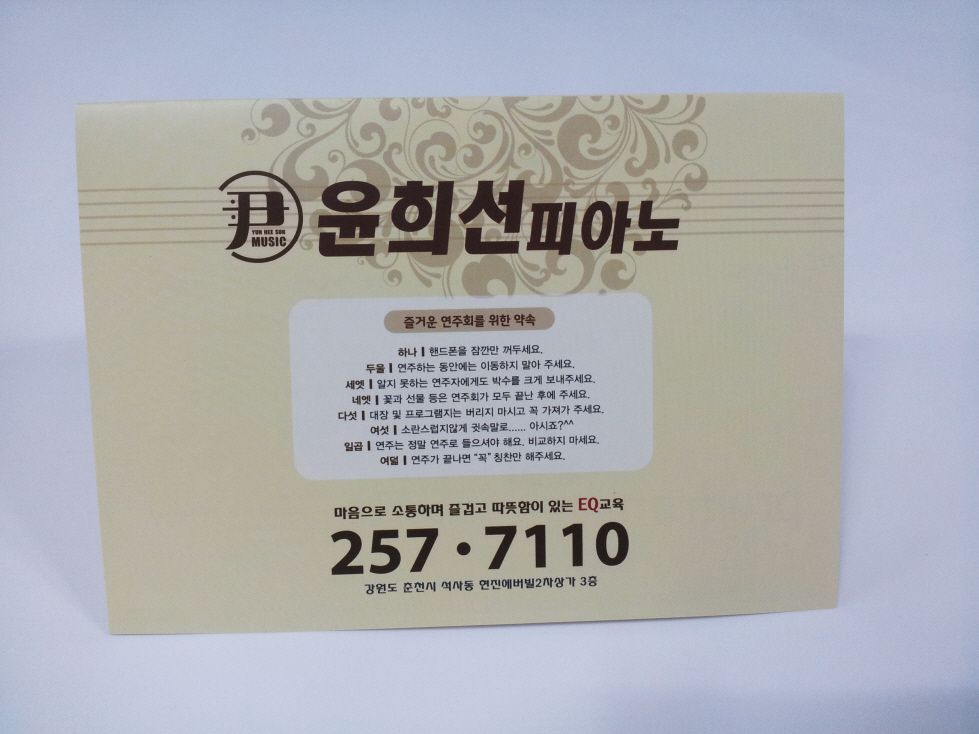 尹
YUN HEE SUN
MUSIC
윤희선피아노
즐거운 연주회를 위한 약속
하나 | 핸드폰을 잠깐만 꺼두세요.
두울 | 연주하는 동안에는 이동하지 말아 주세요.
세엣 | 알지 못하는 연주자에게도 박수를 크게 보내주세요.
네엣 | 꽃과 선물 등은 연주회가 모두 끝난 후에 주세요.
다섯 | 대장 및 프로그램지는 버리지 마시고 꼭 가져가 주세요.
여섯 | 소란스럽지않게 귓속말로...... 아시죠?^^
일곱 | 연주는 정말 연주로 들으셔야 해요. 비교하지 마세요.
여덟 | 연주가 끝나면 "꼭" 칭찬만 해주세요.
마음으로 소통하며 즐겁고 따뜻함이 있는 EQ교육
257·7110
강원도 춘천시 석사동 현진에버빌2차상가 3층